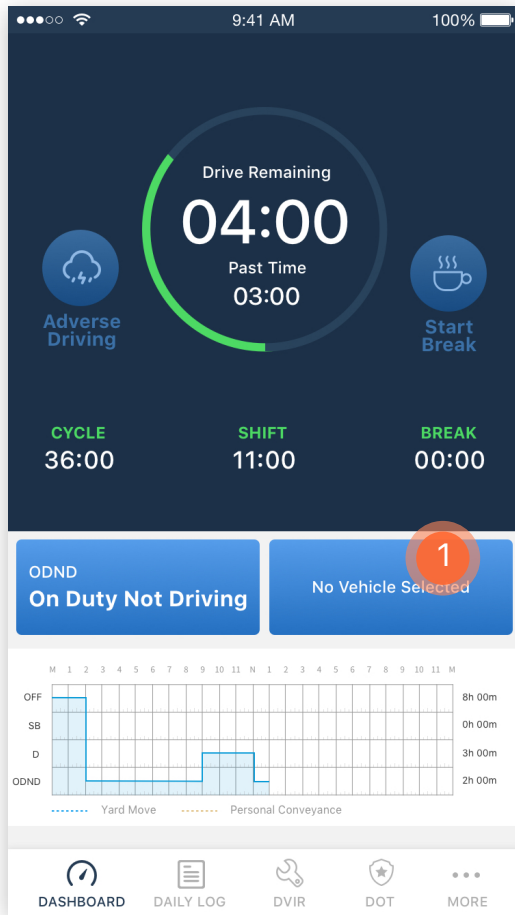 9:41 AM 100%
Drive Remaining
04:00
Past Time
03:00
Adverse
Driving
Start
Break
CYCLE SHIFT BREAK
36:00 11:00 00:00
1
ODND
On Duty Not Driving
No Vehicle Selected
M 1 2 3 4 5 6 7 8 9 10 11 N 1 2 3 4 5 6 7 8 9 10 11 M
OFF 8h 00m
SB 0h 00m
D 3h 00m
ODND 2h 00m
Yard Move Personal Conveyance
DASHBOARD DAILY LOG DVIR DOT MORE